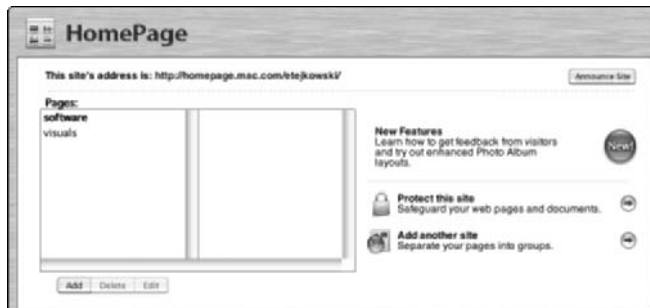 HomePage
This site's address is: http://homepage.mac.com/etejkowski/
Announce Site
Pages:
software
visuals
New Features
Learn how to get feedback from visitors
and try out enhanced Photo Album
layouts.
New!
Protect this site
Safeguard your web pages and documents.
Add another site
Separate your pages into groups.
Add
Delete
Edit